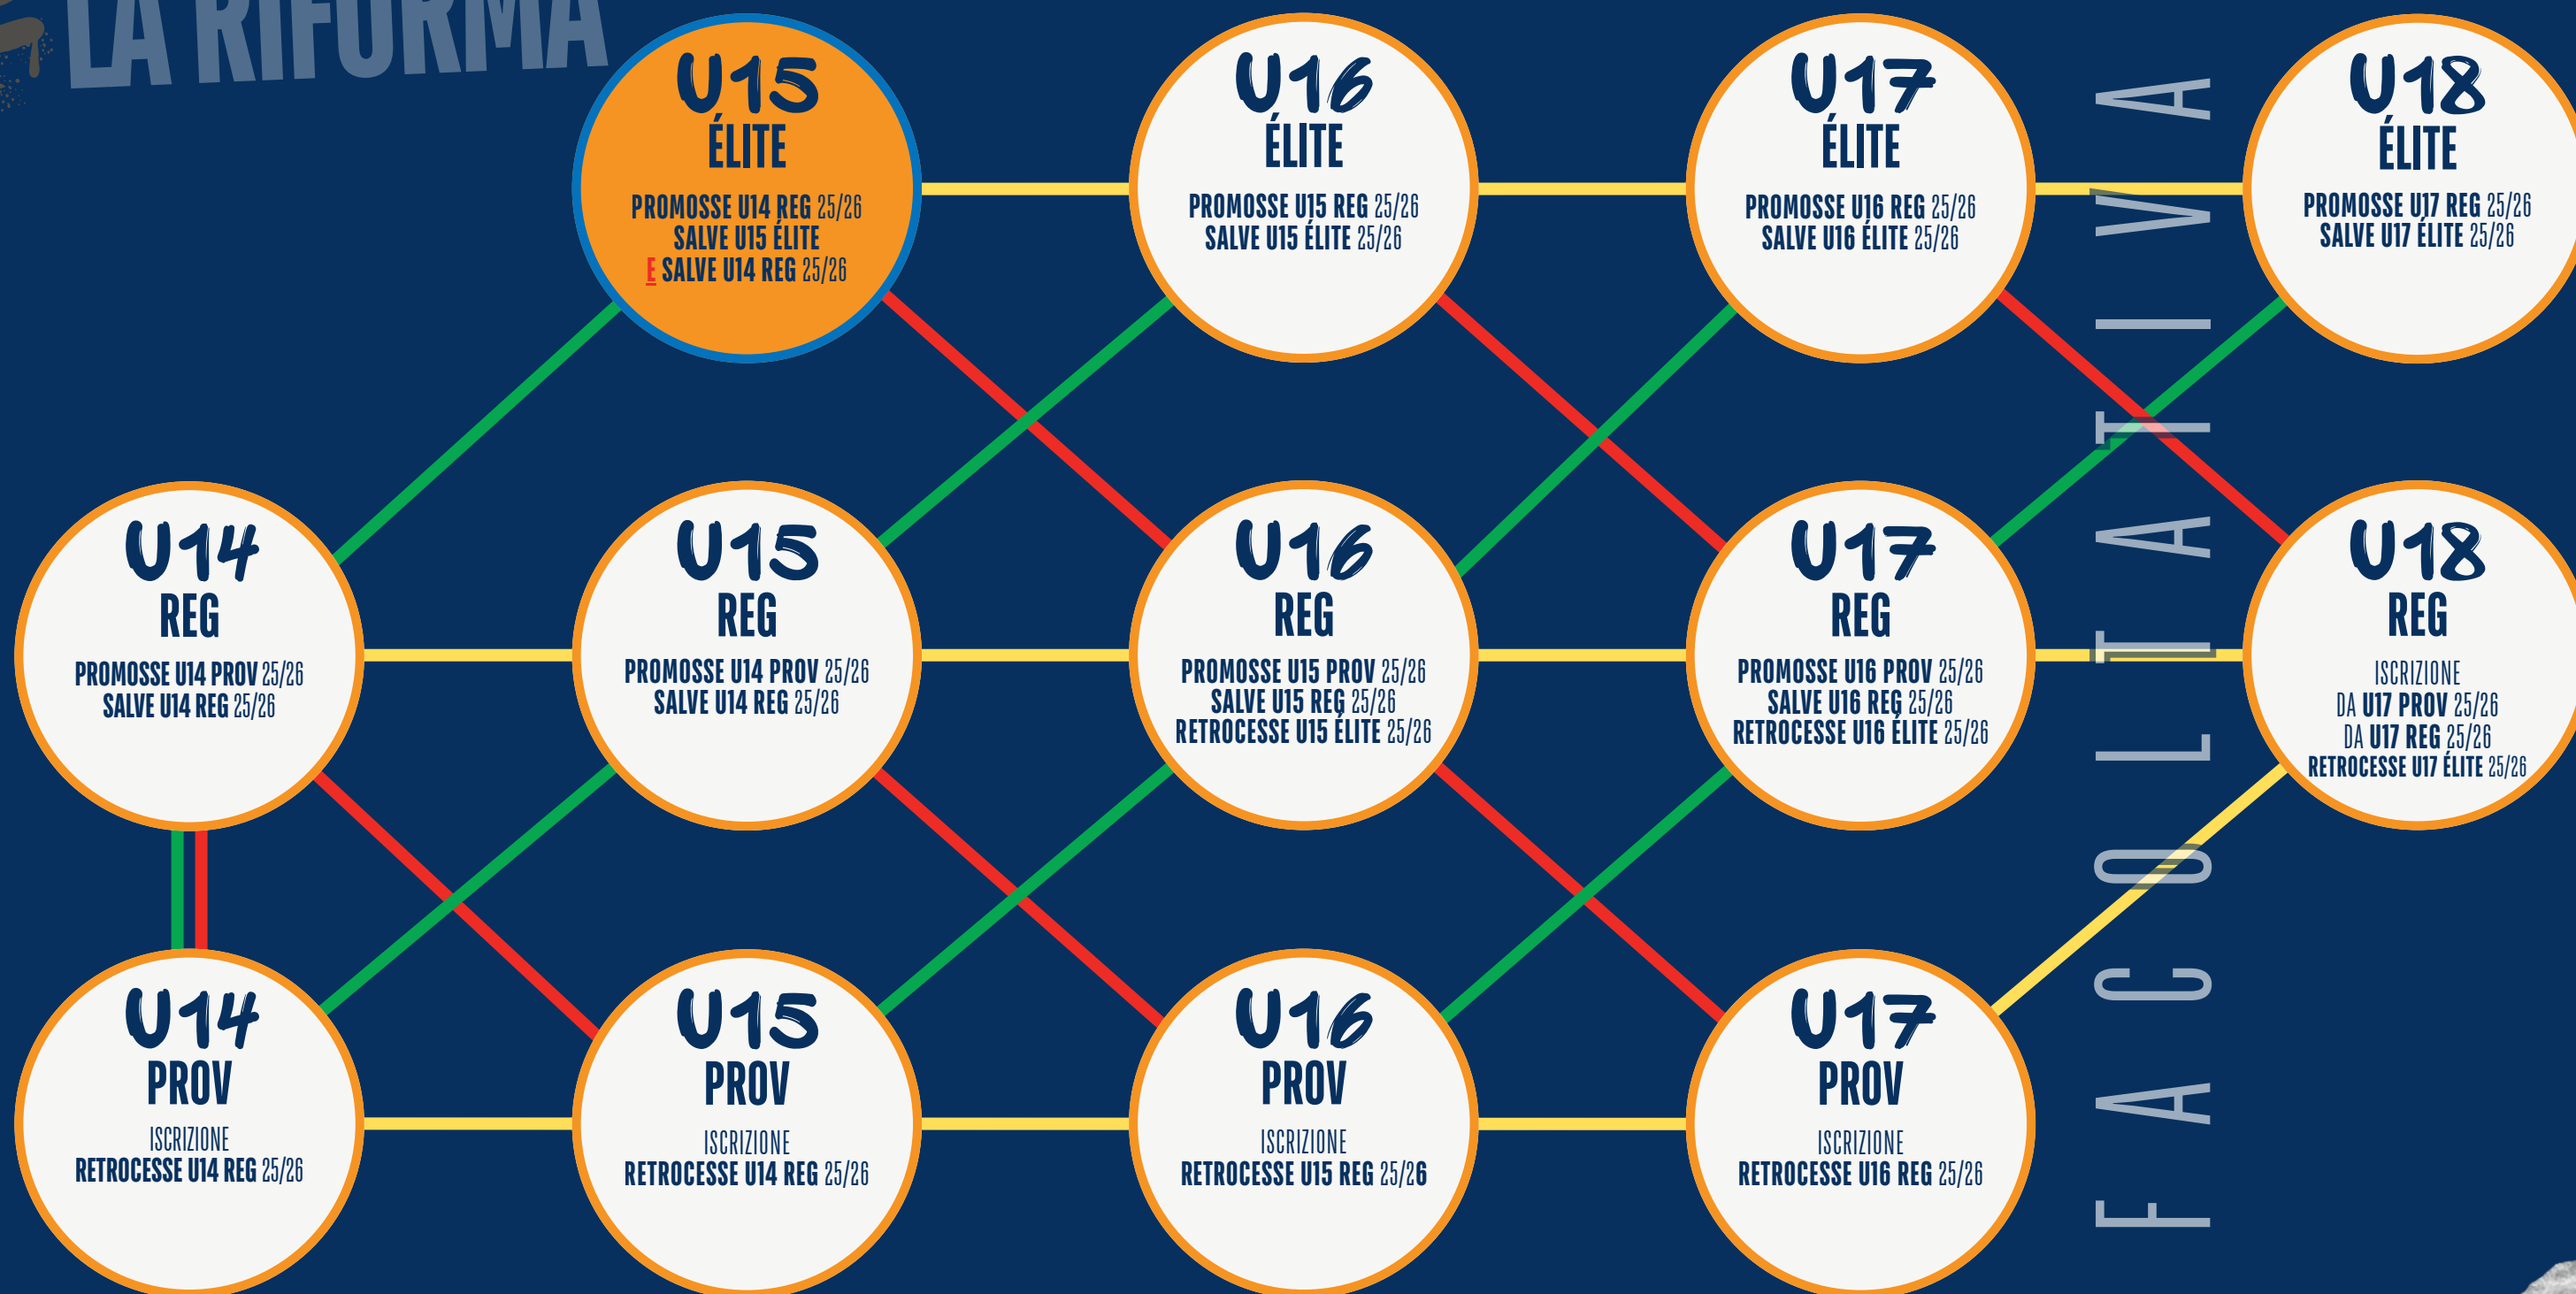 LA RIFORMA
U15
ÉLITE
PROMOSSE U14 REG 25/26
SALVE U15 ÉLITE
E SALVE U14 REG 25/26
U16
ÉLITE
PROMOSSE U15 REG 25/26
SALVE U15 ÉLITE 25/26
U17
ÉLITE
PROMOSSE U16 REG 25/26
SALVE U16 ÉLITE 25/26
U18
ÉLITE
PROMOSSE U17 REG 25/26
SALVE U17 ÉLITE 25/26
U14
REG
PROMOSSE U14 PROV 25/26
SALVE U14 REG 25/26
U15
REG
PROMOSSE U14 PROV 25/26
SALVE U14 REG 25/26
U16
REG
PROMOSSE U15 PROV 25/26
SALVE U15 REG 25/26
RETROCESSE U15 ÉLITE 25/26
U17
REG
PROMOSSE U16 PROV 25/26
SALVE U16 REG 25/26
RETROCESSE U16 ÉLITE 25/26
U18
REG
ISCRIZIONE
DA U17 PROV 25/26
DA U17 REG 25/26
RETROCESSE U17 ÉLITE 25/26
U14
PROV
ISCRIZIONE
RETROCESSE U14 REG 25/26
U15
PROV
ISCRIZIONE
RETROCESSE U14 REG 25/26
U16
PROV
ISCRIZIONE
RETROCESSE U15 REG 25/26
U17
PROV
ISCRIZIONE
RETROCESSE U16 REG 25/26
FACOLTATIVA